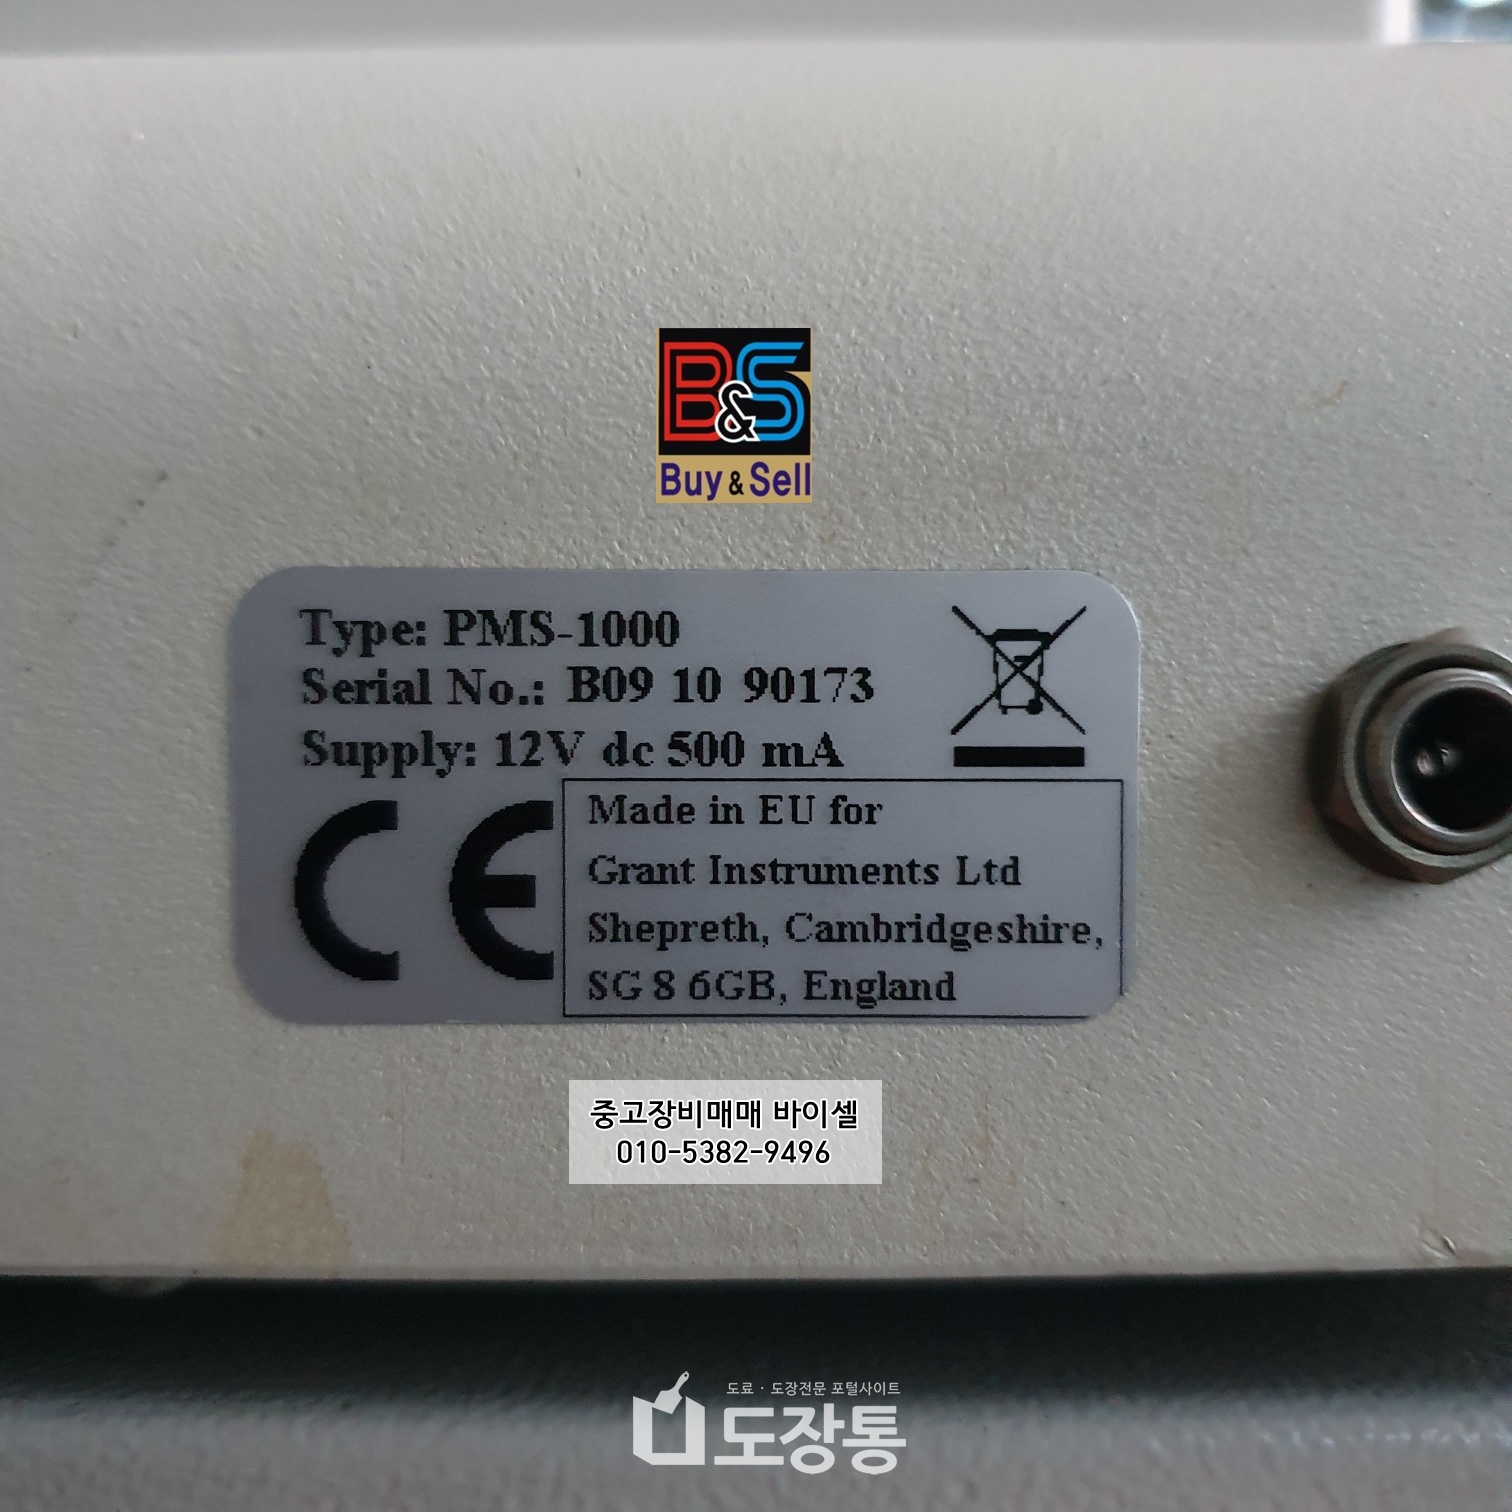 B&S
Buy & Sell
Type: PMS-1000
Serial No.: B09 10 90173
Supply: 12V dc 500 mA
CE
Made in EU for
Grant Instruments Ltd
Shepreth, Cambridgeshire,
SG 8 6GB, England
중고장비매매 바이셀
010-5382-9496
도료 · 도장전문 포털사이트
도장통